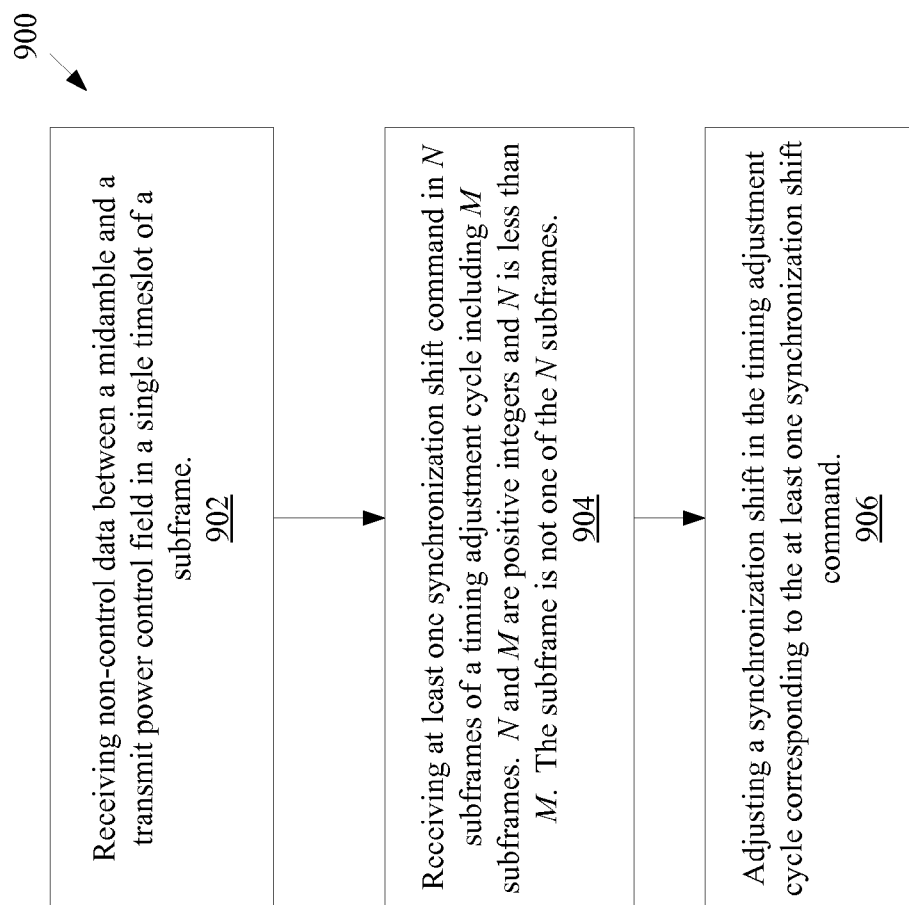 900
Receiving non-control data between a midamble and a
transmit power control field in a single timeslot of a
subframe.
902
Receiving at least one synchronization shift command in N
subframes of a timing adjustment cycle including M
subframes. N and M are positive integers and N is less than
M. The subframe is not one of the N subframes.
904
Adjusting a synchronization shift in the timing adjustment
cycle corresponding to the at least one synchronization shift
command.
906